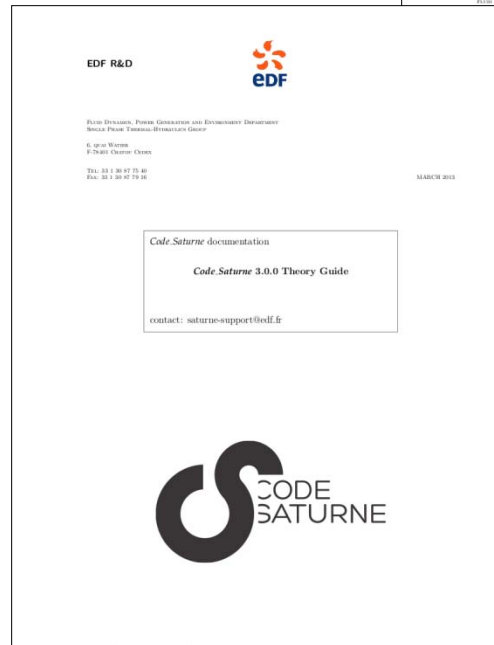 EDF R&D
edf
FLUID DYNAMICS, POWER GENERATION AND ENVIRONMENT DEPARTMENT
SINGLE PHASE THERMAL-HYDRAULICS GROUP
6, QUAI WATIER
F-78401 CHATOU CEDEX
TEL: 33 1 30 87 75 40
FAX: 33 1 30 87 79 16
MARCH 2013
Code_Saturne documentation
Code_Saturne 3.0.0 Theory Guide
contact: saturne-support@edf.fr
CODE
SATURNE